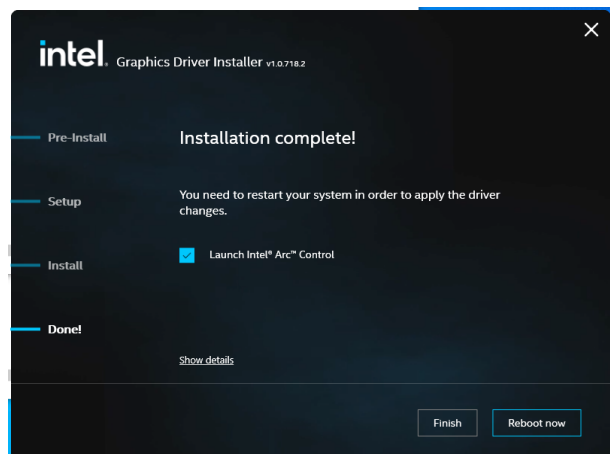 intel. Graphics Driver Installer v1.0.718.2
Pre-Install
Setup
Install
Done!
Installation complete!
You need to restart your system in order to apply the driver
changes.
Launch Intel® Arc™ Control
Show details
Finish
Reboot now